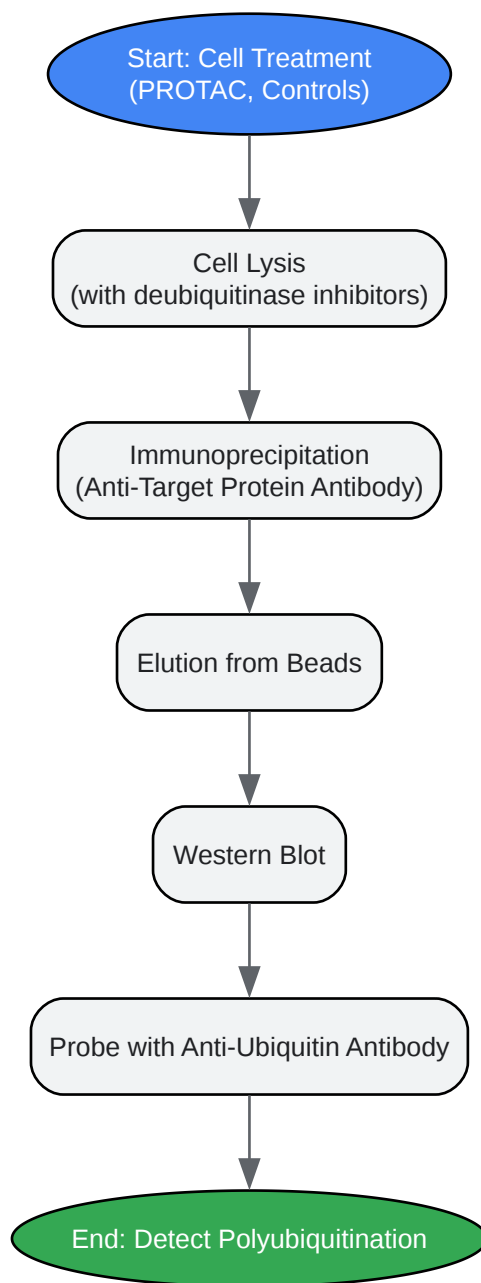 Start: Cell Treatment
(PROTAC, Controls)
Cell Lysis
(with deubiquitinase inhibitors)
Immunoprecipitation
(Anti-Target Protein Antibody)
Elution from Beads
Western Blot
Probe with Anti-Ubiquitin Antibody
End: Detect Polyubiquitination